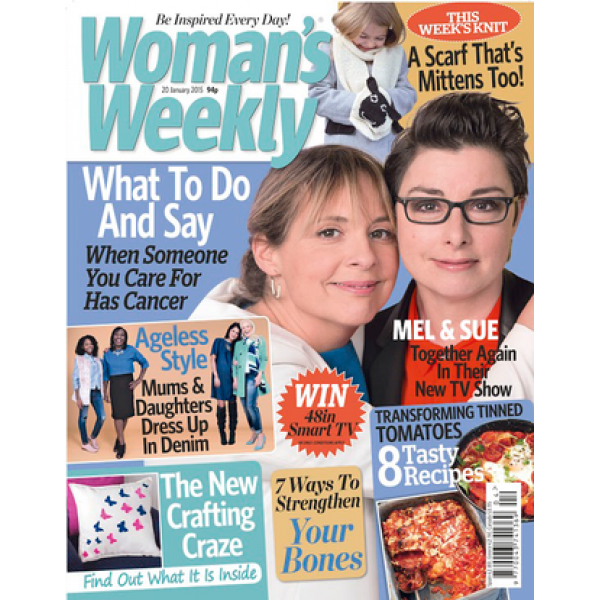 Be Inspired Every Day!
Woman's
Weekly
20 January 2015 94p
THIS
WEEK'S KNIT
A Scarf That's
Mittens Too!
What To Do
And Say
When Someone
You Care For
Has Cancer
MEL & SUE
Together Again
In Their
New TV Show
Ageless
Style
Mums &
Daughters
Dress Up
In Denim
WIN
48in
Smart TV
TRANSFORMING TINNED
TOMATOES
8 Tasty
Recipes
The New
Crafting
Craze
Find Out What It Is Inside
7 Ways To
Strengthen
Your
Bones